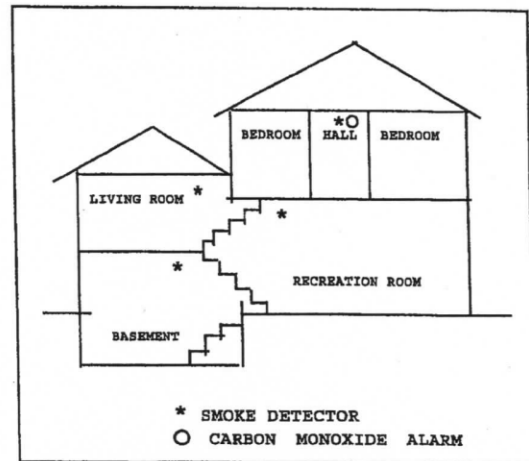 BEDROOM HALL BEDROOM
LIVING ROOM
RECREATION ROOM
BASEMENT
* SMOKE DETECTOR
O CARBON MONOXIDE ALARM